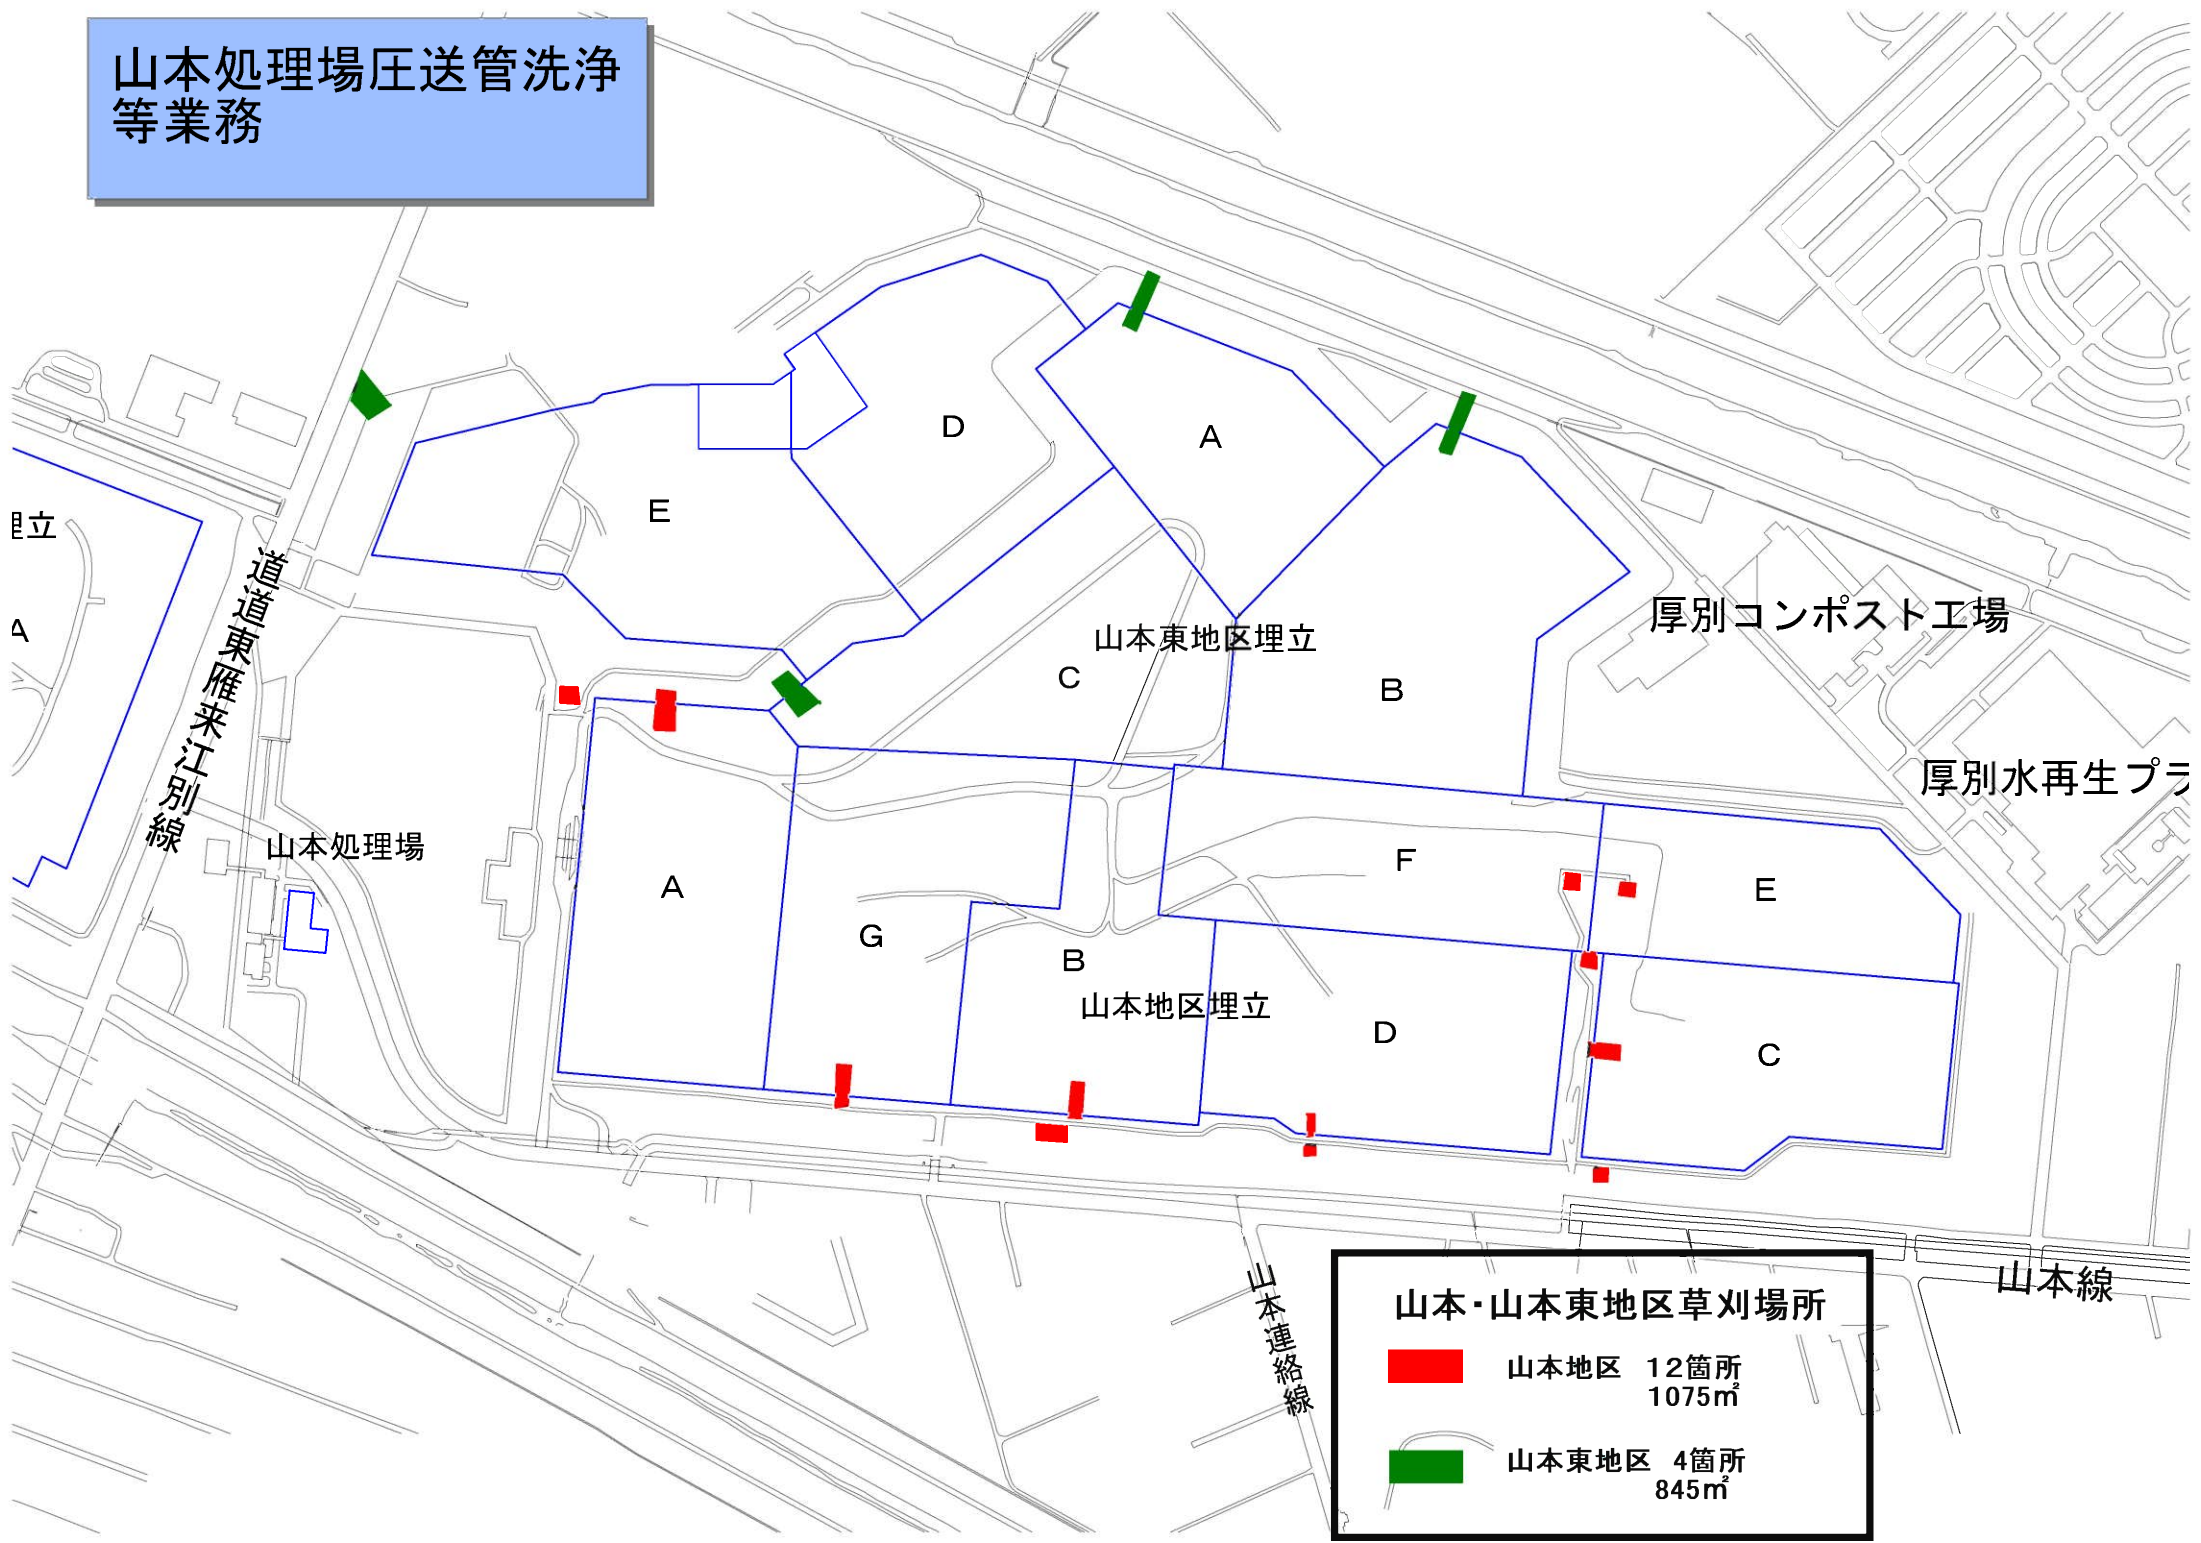 山本処理場圧送管洗浄
等業務
D
A
E
埋立
A
道道東雁来江別線
厚別コンポスト工場
山本東地区埋立
C
B
厚別水再生プラ
山本処理場
A
F
E
G
B
山本地区埋立
D
C
山本線
山本連絡線
山本・山本東地区草刈場所
山本地区 12箇所
1075㎡
山本東地区 4箇所
845㎡